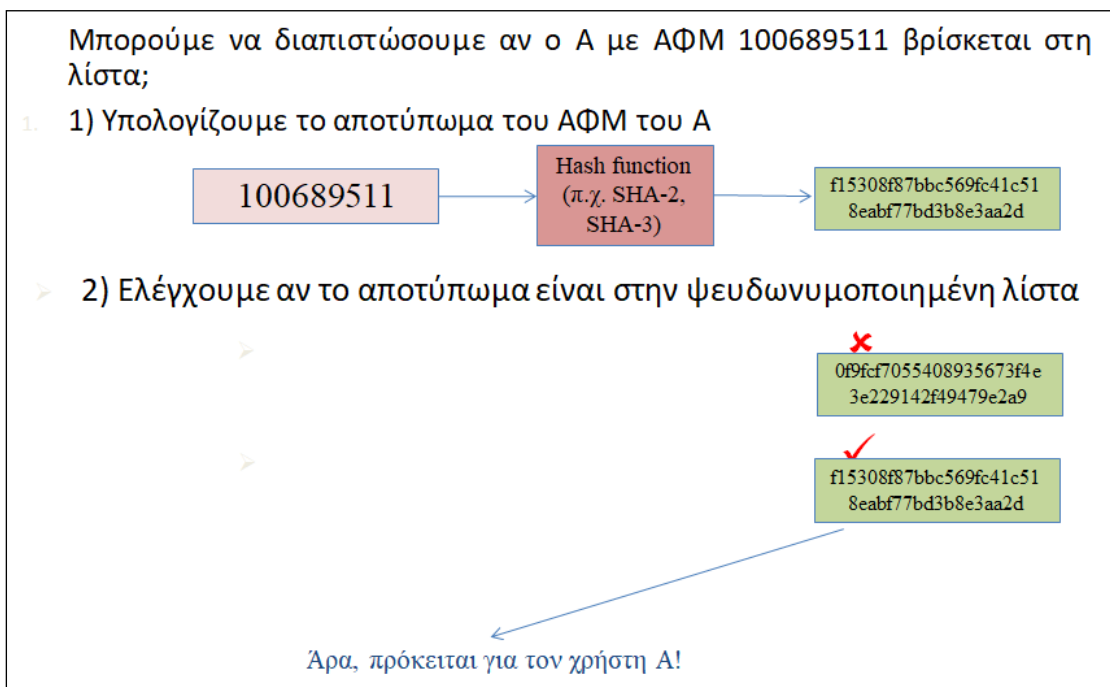 Μπορούμε να διαπιστώσουμε αν ο Α με ΑΦΜ 100689511 βρίσκεται στη
λίστα;
1. 1) Υπολογίζουμε το αποτύπωμα του ΑΦΜ του Α
100689511
Hash function
(π.χ. SHA-2,
SHA-3)
f15308f87bbc569fc41c51
8eabf77bd3b8e3aa2d
2) Ελέγχουμε αν το αποτύπωμα είναι στην ψευδωνυμοποιημένη λίστα
0f9fcf7055408935673f4e
3e229142f49479e2a9
f15308f87bbc569fc41c51
8eabf77bd3b8e3aa2d
Άρα, πρόκειται για τον χρήστη Α!